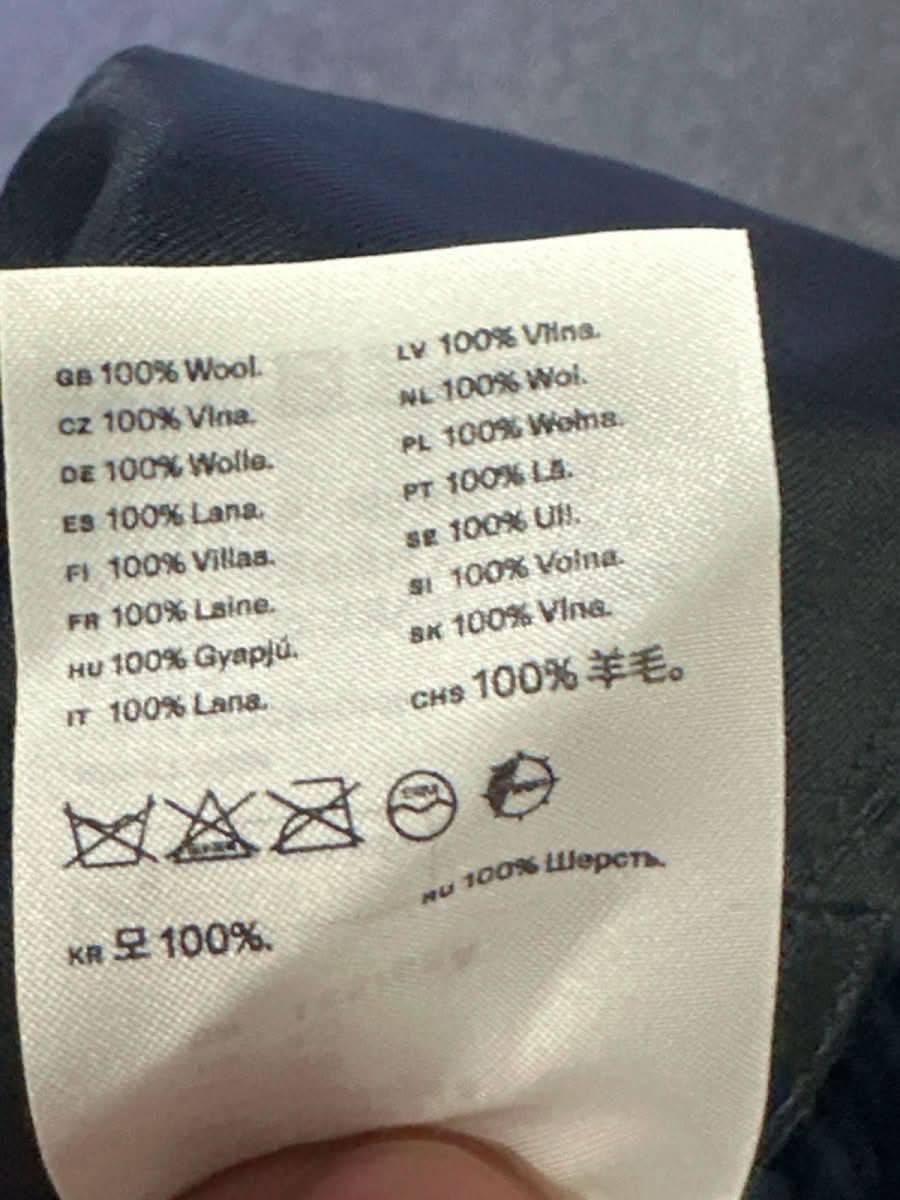 GB 100% Wool.
CZ 100% Vlna.
DE 100% Wolle.
ES 100% Lana.
FI 100% Villaa.
FR 100% Laine.
HU 100% Gyapjú.
IT 100% Lana.
LV 100% Vilna.
NL 100% Wol.
PL 100% Wełna.
PT 100% Lã.
SE 100% Ull.
SI 100% Volna.
SK 100% Vlna.
CHS 100% 羊毛。
RU 100% Шерсть.
KR 모 100%.